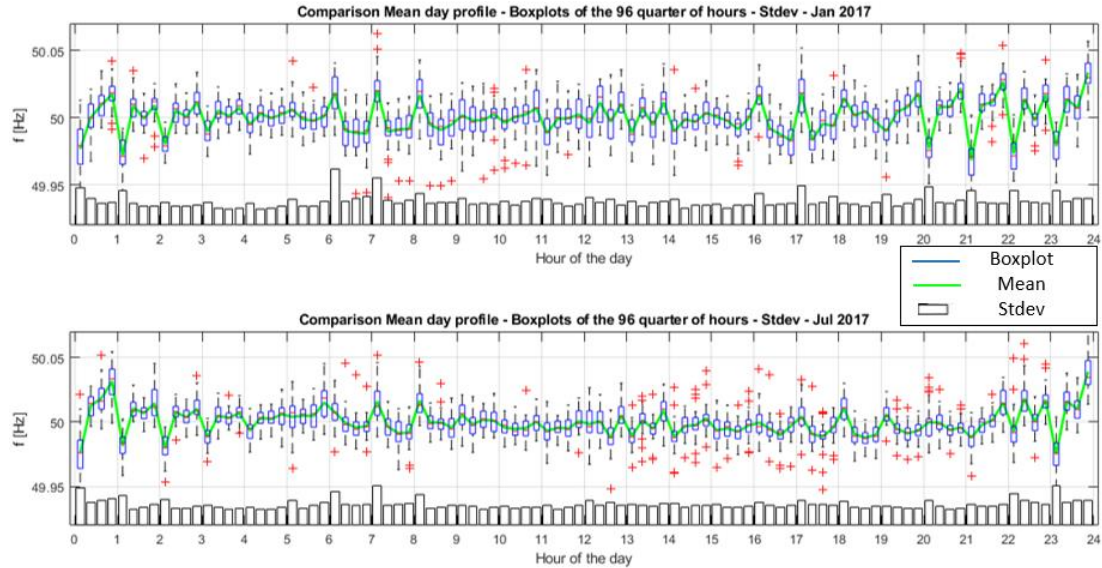 Comparison Mean day profile - Boxplots of the 96 quarter of hours - Stdev - Jan 2017
50.05
50
49.95
f [Hz]
0 1 2 3 4 5 6 7 8 9 10 11 12 13 14 15 16 17 18 19 20 21 22 23 24
Hour of the day
Boxplot
Mean
Stdev
Comparison Mean day profile - Boxplots of the 96 quarter of hours - Stdev - Jul 2017
50.05
50
49.95
f [Hz]
0 1 2 3 4 5 6 7 8 9 10 11 12 13 14 15 16 17 18 19 20 21 22 23 24
Hour of the day